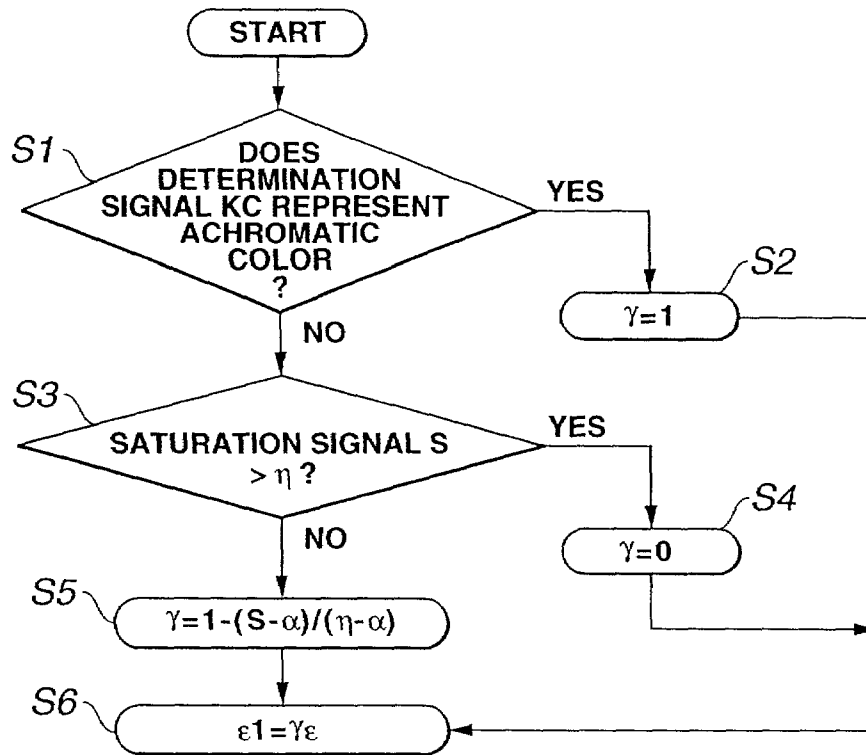 START
S1
DOES
DETERMINATION
SIGNAL KC REPRESENT
ACHROMATIC
COLOR
?
YES
S2
γ=1
NO
S3
SATURATION SIGNAL S
> η ?
YES
S4
γ=0
NO
S5
γ=1-(S-α)/(η-α)
S6
ε1=γε